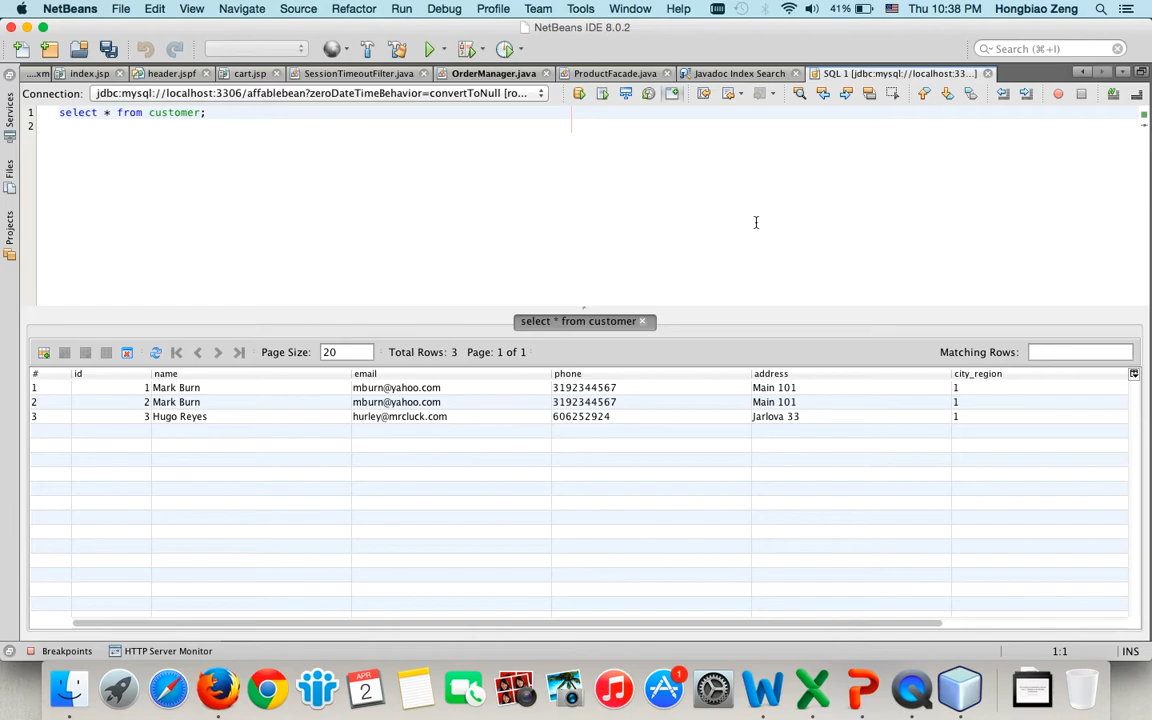 NetBeans File Edit View Navigate Source Refactor Run Debug Profile Team Tools Window Help 41% Thu 10:38 PM Hongbiao Zeng
NetBeans IDE 8.0.2
Search (⌘+I)
....xm index.jsp header.jspf cart.jsp SessionTimeoutFilter.java OrderManager.java ProductFacade.java Javadoc Index Search SQL 1 [jdbc:mysql://localhost:33...]
Connection: jdbc:mysql://localhost:3306/affablebean?zeroDateTimeBehavior=convertToNull [ro...
Services
Files
Projects
1 select * from customer;
2
select * from customer
Page Size: 20 Total Rows: 3 Page: 1 of 1 Matching Rows:
# id name email phone address city_region
1 1 Mark Burn mburn@yahoo.com 3192344567 Main 101 1
2 2 Mark Burn mburn@yahoo.com 3192344567 Main 101 1
3 3 Hugo Reyes hurley@mrcluck.com 606252924 Jarlova 33 1
Breakpoints HTTP Server Monitor 1:1 INS
APR
2
1